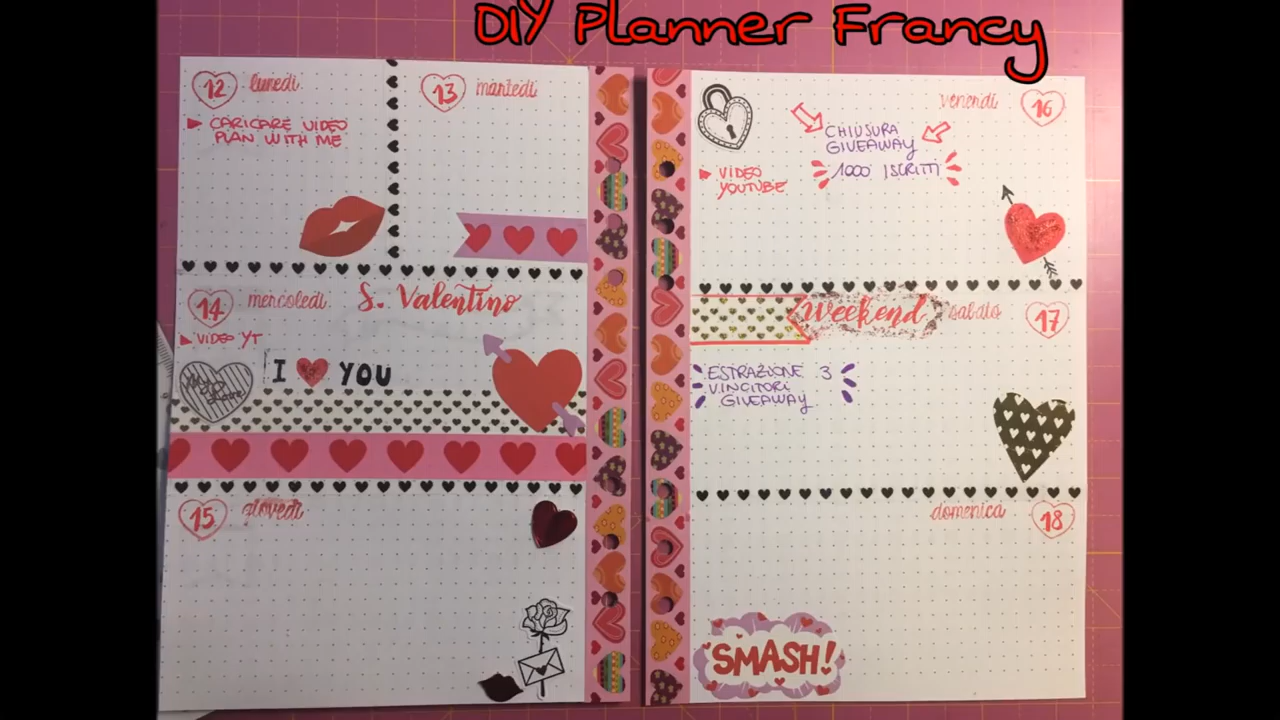 DIY Planner Francy
12 lunedì
13 martedì
CARICARE VIDEO
PLAN WITH ME
14 mercoledì S. Valentino
VIDEO YT
My Love
I YOU
15 giovedì
venerdì 16
CHIUSURA
GIVEAWAY
1000 ISCRITTI
VIDEO
YOUTUBE
weekend sabato 17
ESTRAZIONE 3
VINCITORI
GIVEAWAY
domenica 18
SMASH!